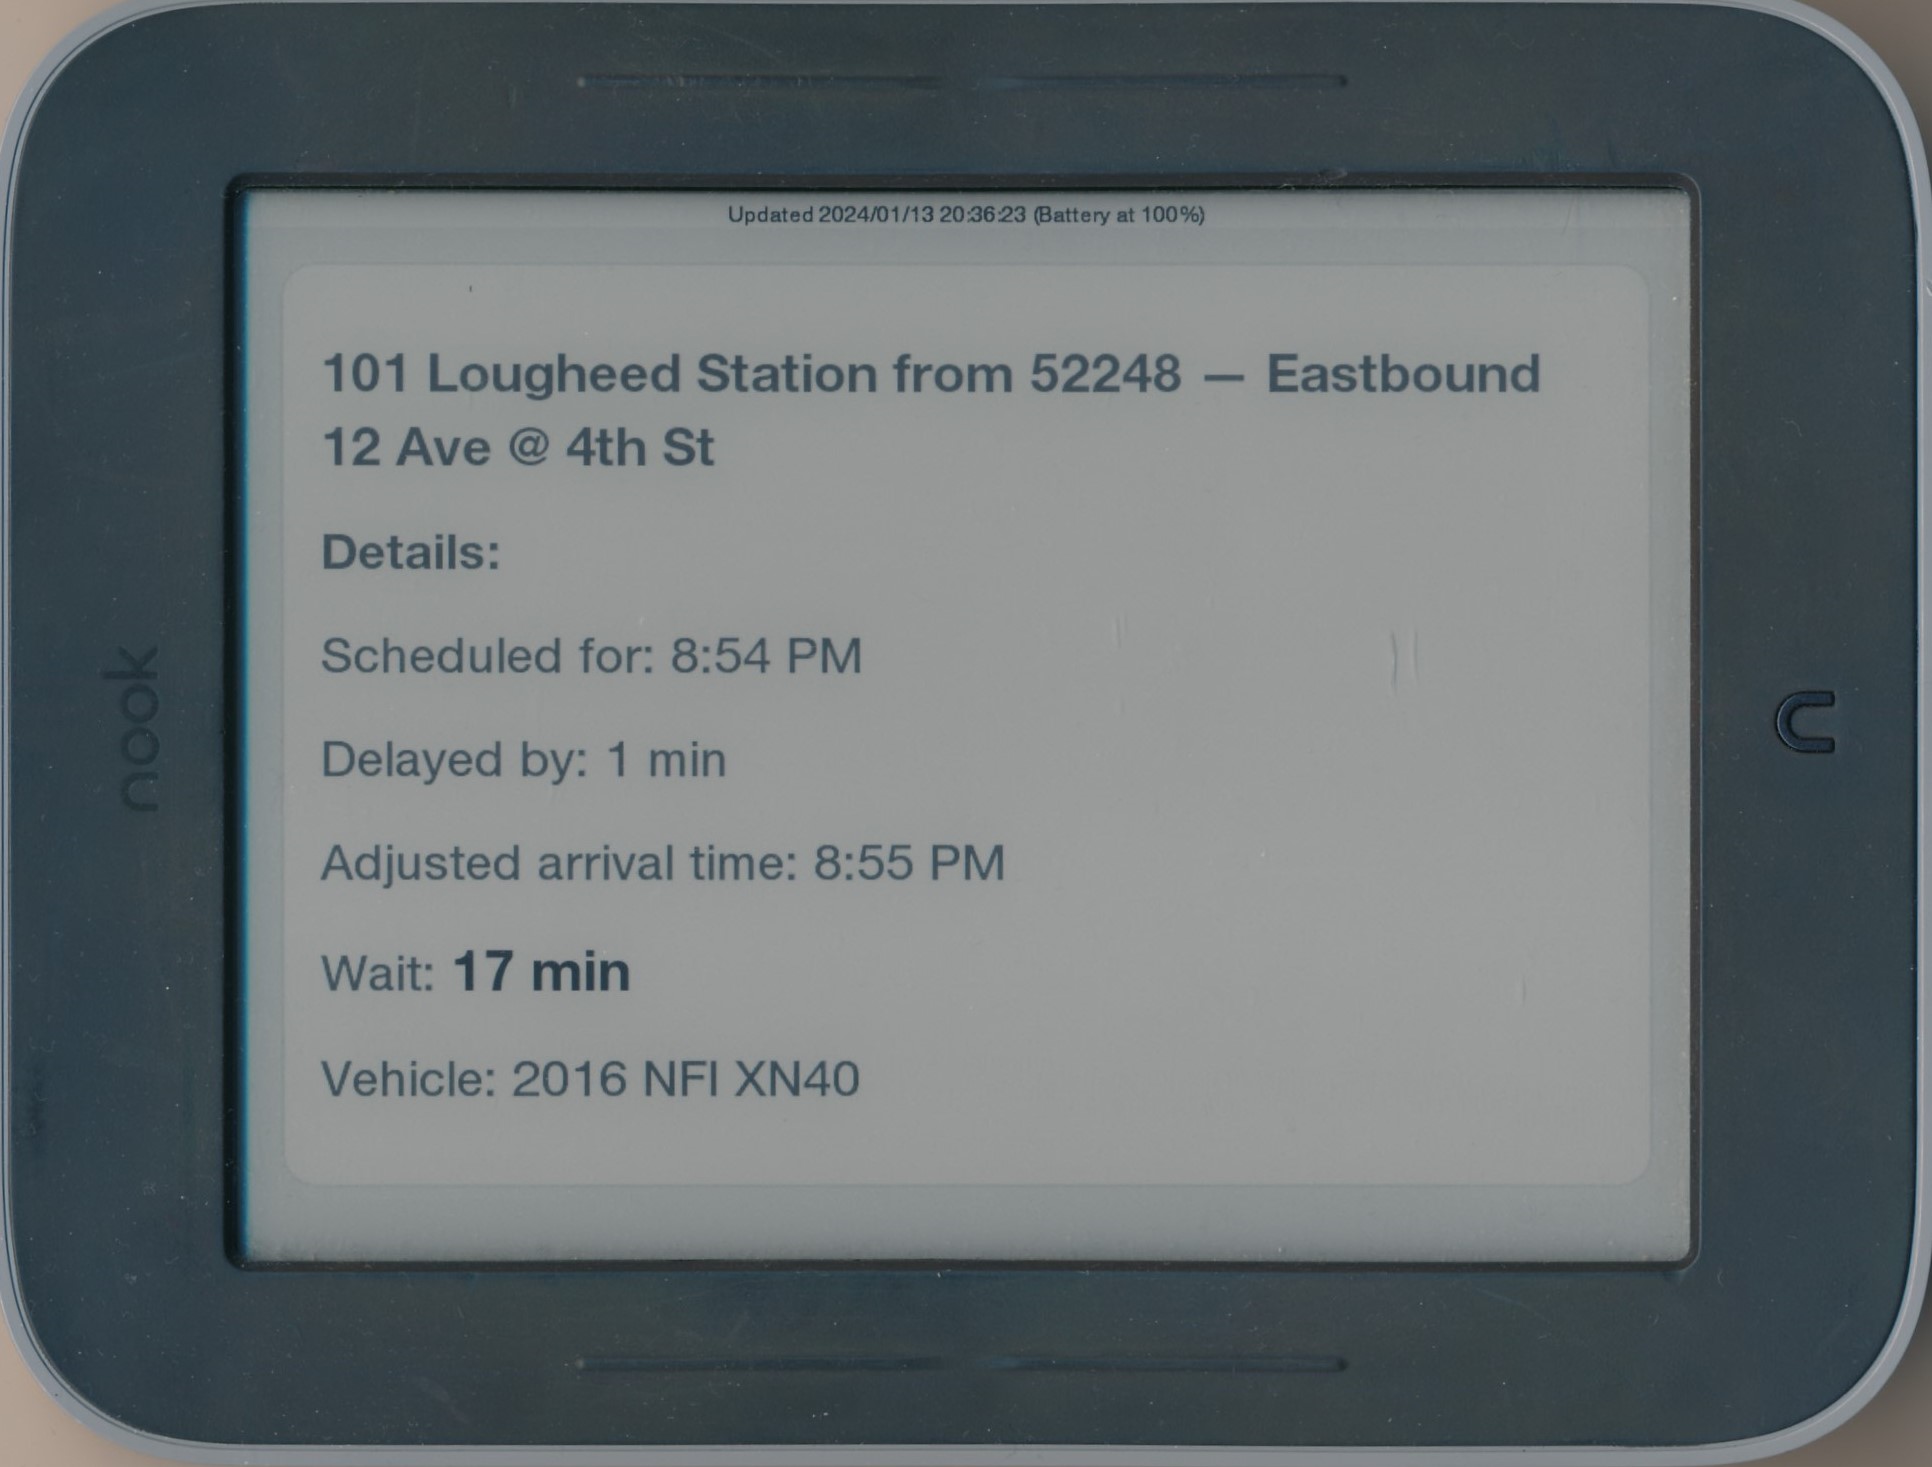 Updated 2024/01/13 20:36:23 (Battery at 100%)
101 Lougheed Station from 52248 — Eastbound
12 Ave @ 4th St
Details:
Scheduled for: 8:54 PM
Delayed by: 1 min
Adjusted arrival time: 8:55 PM
Wait: 17 min
Vehicle: 2016 NFI XN40
nook